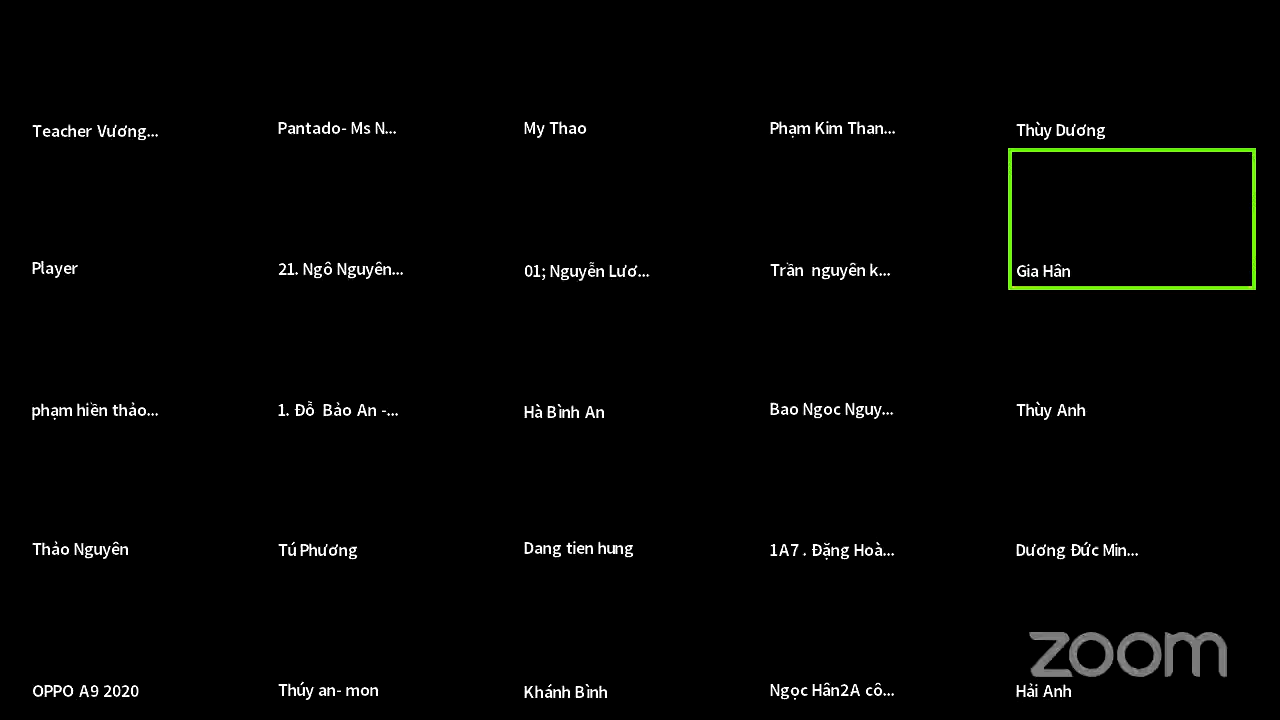 Teacher Vương...
Pantado- Ms N...
My Thao
Phạm Kim Than...
Thùy Dương
Player
21. Ngô Nguyên...
01; Nguyễn Lươ...
Trần nguyên k...
Gia Hân
phạm hiền thảo...
1. Đỗ Bảo An -...
Hà Bình An
Bao Ngoc Nguy...
Thùy Anh
Thảo Nguyên
Tú Phương
Dang tien hung
1A7 . Đặng Hoà...
Dương Đức Min...
OPPO A9 2020
Thúy an- mon
Khánh Bình
Ngọc Hân2A cô...
Hải Anh
zoom